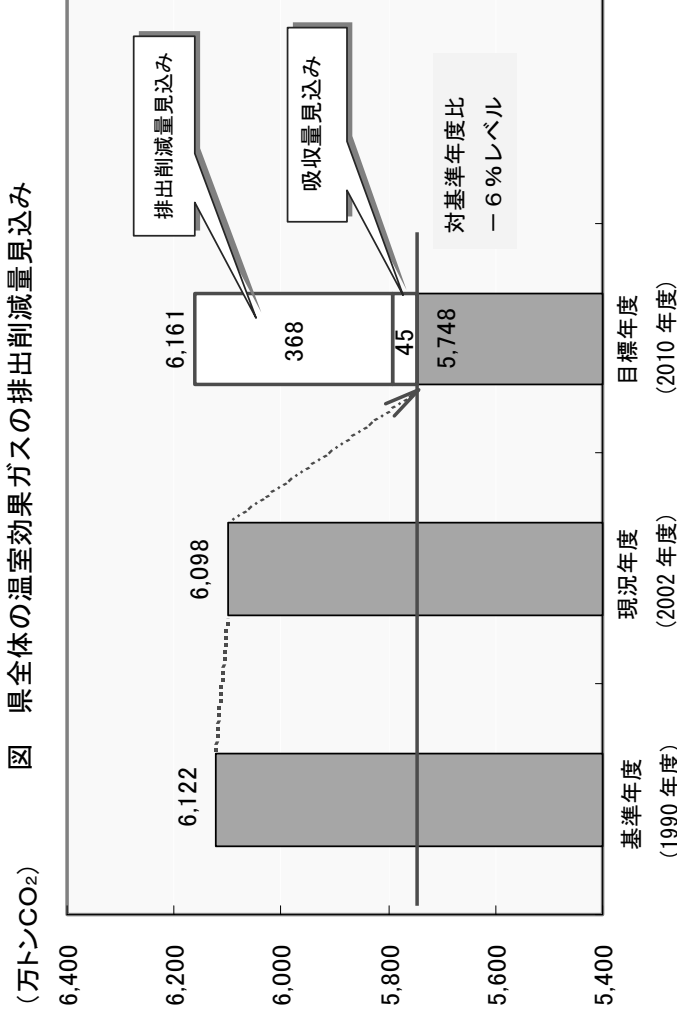 図　県全体の温室効果ガスの排出削減量見込み
(万トンCO₂)
6,400
6,200
6,000
5,800
5,600
5,400
6,122
6,098
6,161
368
45
5,748
排出削減量見込み
吸収量見込み
対基準年度比
－6％レベル
基準年度
(1990 年度)
現況年度
(2002 年度)
目標年度
(2010 年度)